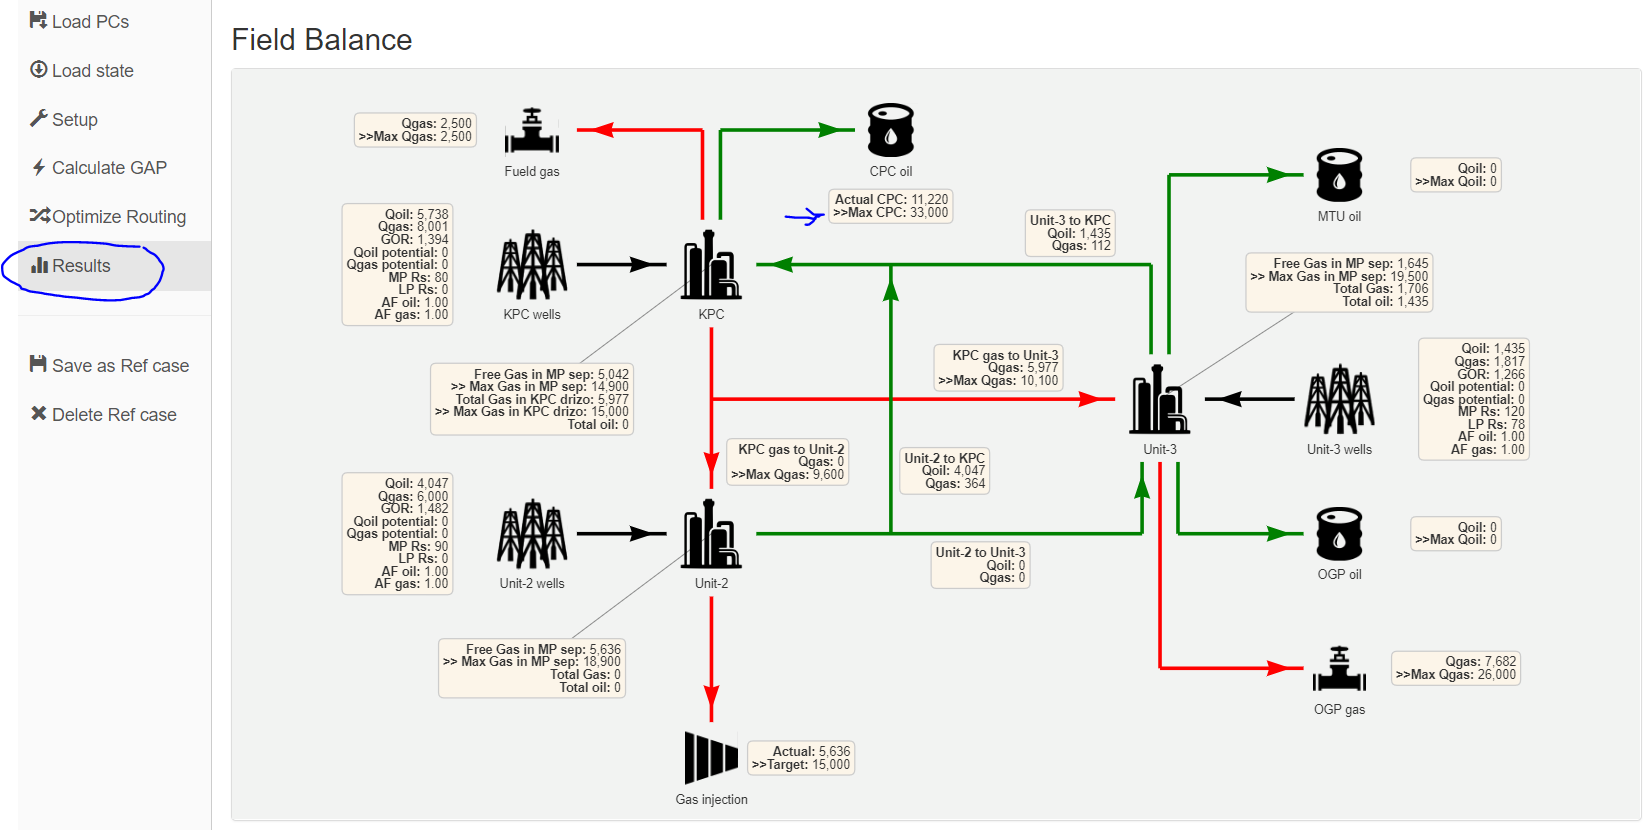 Load PCs
Load state
Setup
Calculate GAP
Optimize Routing
Results
Save as Ref case
Delete Ref case
Field Balance
Qgas: 2,500
>>Max Qgas: 2,500
Fueld gas
CPC oil
Actual CPC: 11,220
>>Max CPC: 33,000
MTU oil
Qoil: 0
>>Max Qoil: 0
Qoil: 5,738
Qgas: 8,001
GOR: 1,394
Qoil potential: 0
Qgas potential: 0
MP Rs: 80
LP Rs: 0
AF oil: 1.00
AF gas: 1.00
KPC wells
KPC
Unit-3 to KPC
Qoil: 1,435
Qgas: 112
Free Gas in MP sep: 1,645
>> Max Gas in MP sep: 19,500
Total Gas: 1,706
Total oil: 1,435
Free Gas in MP sep: 5,042
>> Max Gas in MP sep: 14,900
Total Gas in KPC drizo: 5,977
>> Max Gas in KPC drizo: 15,000
Total oil: 0
KPC gas to Unit-3
Qgas: 5,977
>>Max Qgas: 10,100
Unit-3
Unit-3 wells
Qoil: 1,435
Qgas: 1,817
GOR: 1,266
Qoil potential: 0
Qgas potential: 0
MP Rs: 120
LP Rs: 78
AF oil: 1.00
AF gas: 1.00
KPC gas to Unit-2
Qgas: 0
>>Max Qgas: 9,600
Unit-2 to KPC
Qoil: 4,047
Qgas: 364
Qoil: 4,047
Qgas: 6,000
GOR: 1,482
Qoil potential: 0
Qgas potential: 0
MP Rs: 90
LP Rs: 0
AF oil: 1.00
AF gas: 1.00
Unit-2 wells
Unit-2
Unit-2 to Unit-3
Qoil: 0
Qgas: 0
OGP oil
Qoil: 0
>>Max Qoil: 0
Free Gas in MP sep: 5,636
>> Max Gas in MP sep: 18,900
Total Gas: 0
Total oil: 0
OGP gas
Qgas: 7,682
>>Max Qgas: 26,000
Gas injection
Actual: 5,636
>>Target: 15,000